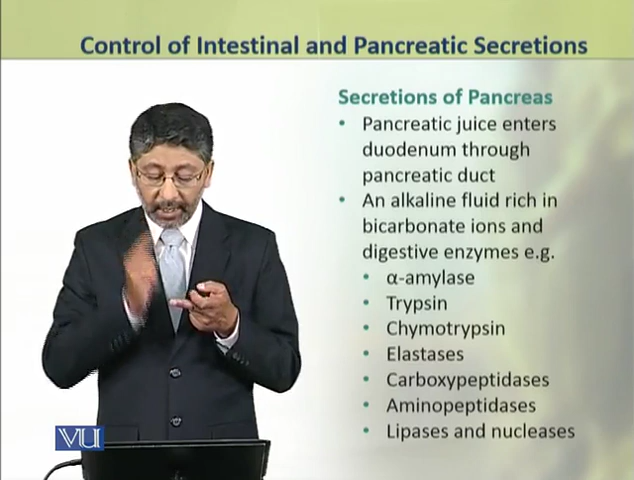 Control of Intestinal and Pancreatic Secretions
Secretions of Pancreas
• Pancreatic juice enters
duodenum through
pancreatic duct
• An alkaline fluid rich in
bicarbonate ions and
digestive enzymes e.g.
• α-amylase
• Trypsin
• Chymotrypsin
• Elastases
• Carboxypeptidases
• Aminopeptidases
• Lipases and nucleases
VU